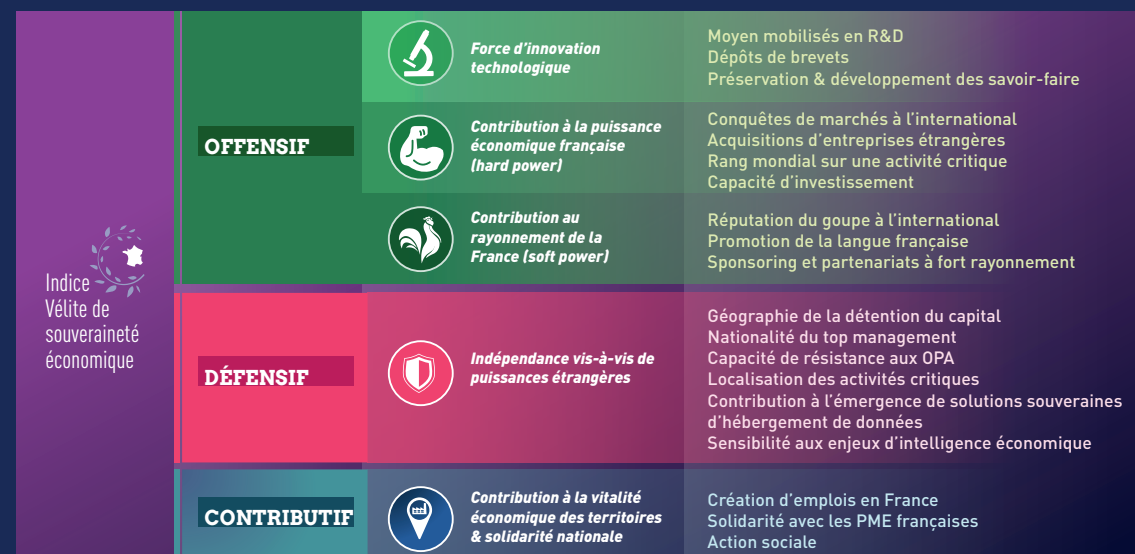 Indice
Vélite de
souveraineté
économique
OFFENSIF
Force d'innovation
technologique
Moyen mobilisés en R&D
Dépôts de brevets
Préservation & développement des savoir-faire
Contribution à la puissance
économique française
(hard power)
Conquêtes de marchés à l'international
Acquisitions d'entreprises étrangères
Rang mondial sur une activité critique
Capacité d'investissement
Contribution au
rayonnement de la
France (soft power)
Réputation du goupe à l'international
Promotion de la langue française
Sponsoring et partenariats à fort rayonnement
DÉFENSIF
Indépendance vis-à-vis de
puissances étrangères
Géographie de la détention du capital
Nationalité du top management
Capacité de résistance aux OPA
Localisation des activités critiques
Contribution à l'émergence de solutions souveraines
d'hébergement de données
Sensibilité aux enjeux d'intelligence économique
CONTRIBUTIF
Contribution à la vitalité
économique des territoires
& solidarité nationale
Création d'emplois en France
Solidarité avec les PME françaises
Action sociale